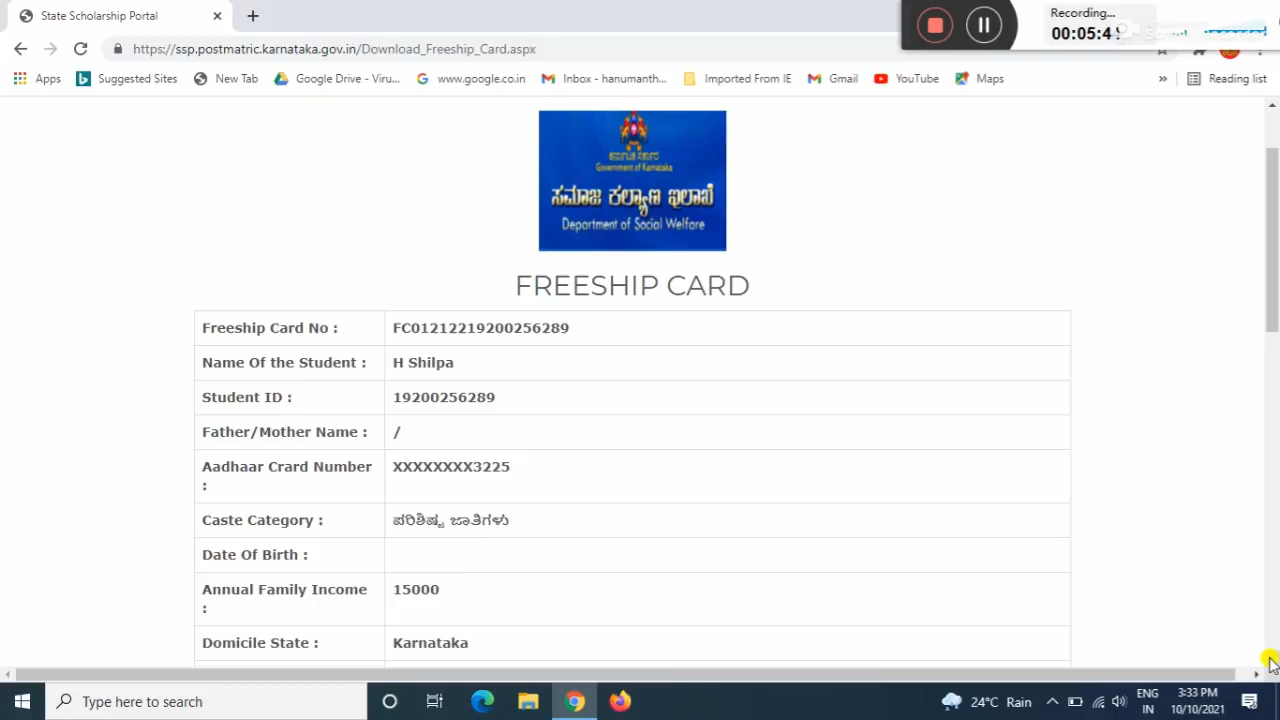 State Scholarship Portal
Recording...
00:05:4
https://ssp.postmatric.karnataka.gov.in/Download_Freeship_Card.aspx
Apps Suggested Sites New Tab Google Drive - Viru... www.google.co.in Inbox - hanumanth... Imported From IE Gmail YouTube Maps » Reading list
ಕರ್ನಾಟಕ ಸರ್ಕಾರ
Government of Karnataka
ಸಮಾಜ ಕಲ್ಯಾಣ ಇಲಾಖೆ
Department of Social Welfare
FREESHIP CARD
Freeship Card No : FC01212219200256289
Name Of the Student : H Shilpa
Student ID : 19200256289
Father/Mother Name : /
Aadhaar Crard Number XXXXXXXX3225
:
Caste Category : ಪರಿಶಿಷ್ಟ ಜಾತಿಗಳು
Date Of Birth :
Annual Family Income 15000
:
Domicile State : Karnataka
Type here to search
24°C Rain
ENG
IN
3:33 PM
10/10/2021